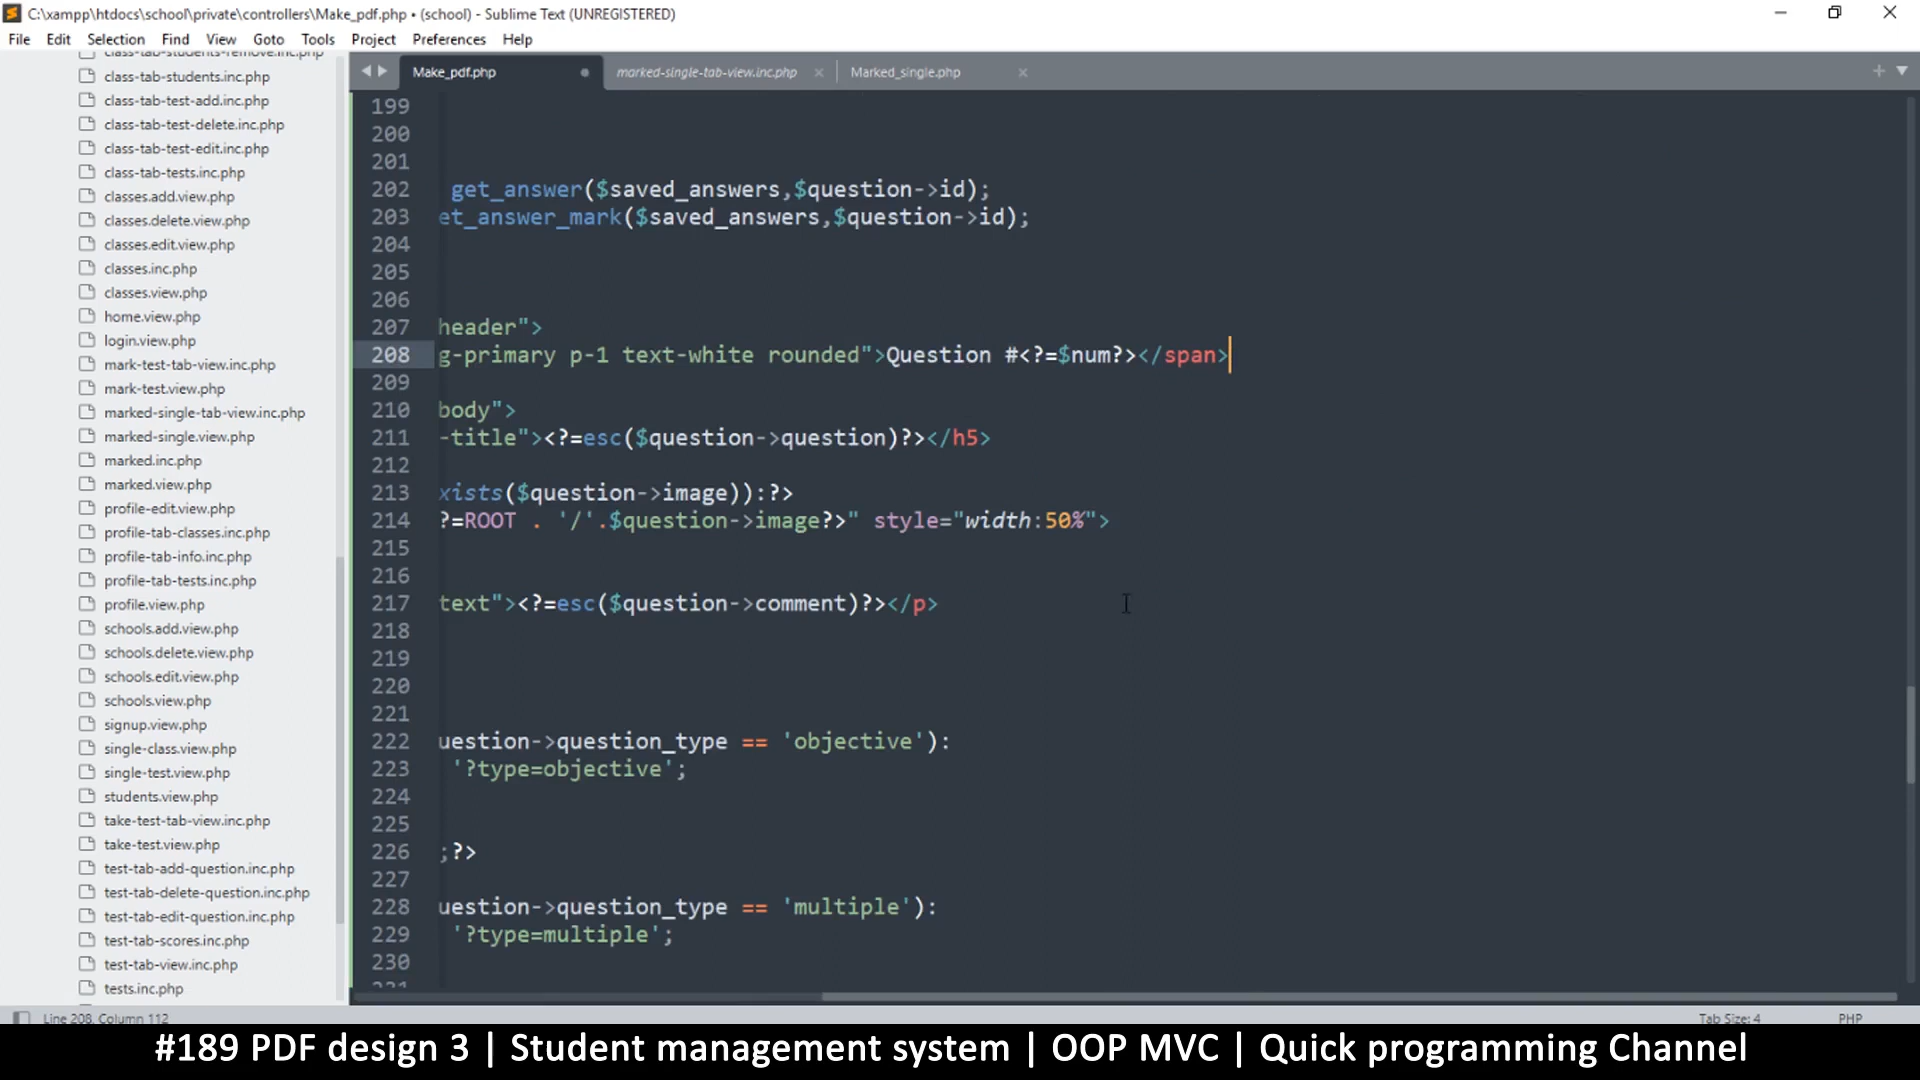 C:\xampp\htdocs\school\private\controllers\Make_pdf.php • (school) - Sublime Text (UNREGISTERED)
File Edit Selection Find View Goto Tools Project Preferences Help
class-tab-students-remove.inc.php
class-tab-students.inc.php
class-tab-test-add.inc.php
class-tab-test-delete.inc.php
class-tab-test-edit.inc.php
class-tab-tests.inc.php
classes.add.view.php
classes.delete.view.php
classes.edit.view.php
classes.inc.php
classes.view.php
home.view.php
login.view.php
mark-test-tab-view.inc.php
mark-test.view.php
marked-single-tab-view.inc.php
marked-single.view.php
marked.inc.php
marked.view.php
profile-edit.view.php
profile-tab-classes.inc.php
profile-tab-info.inc.php
profile-tab-tests.inc.php
profile.view.php
schools.add.view.php
schools.delete.view.php
schools.edit.view.php
schools.view.php
signup.view.php
single-class.view.php
single-test.view.php
students.view.php
take-test-tab-view.inc.php
take-test.view.php
test-tab-add-question.inc.php
test-tab-delete-question.inc.php
test-tab-edit-question.inc.php
test-tab-scores.inc.php
test-tab-view.inc.php
tests.inc.php
Make_pdf.php marked-single-tab-view.inc.php Marked_single.php
199
200
201
202 get_answer($saved_answers,$question->id);
203 et_answer_mark($saved_answers,$question->id);
204
205
206
207 header">
208 g-primary p-1 text-white rounded">Question #<?=$num?></span>
209
210 body">
211 -title"><?=esc($question->question)?></h5>
212
213 xists($question->image)):?>
214 ?=ROOT . '/'.$question->image?>" style="width:50%">
215
216
217 text"><?=esc($question->comment)?></p>
218
219
220
221
222 uestion->question_type == 'objective'):
223 '?type=objective';
224
225
226 ;?>
227
228 uestion->question_type == 'multiple'):
229 '?type=multiple';
230
231
Line 208, Column 112 Tab Size: 4 PHP
#189 PDF design 3 | Student management system | OOP MVC | Quick programming Channel